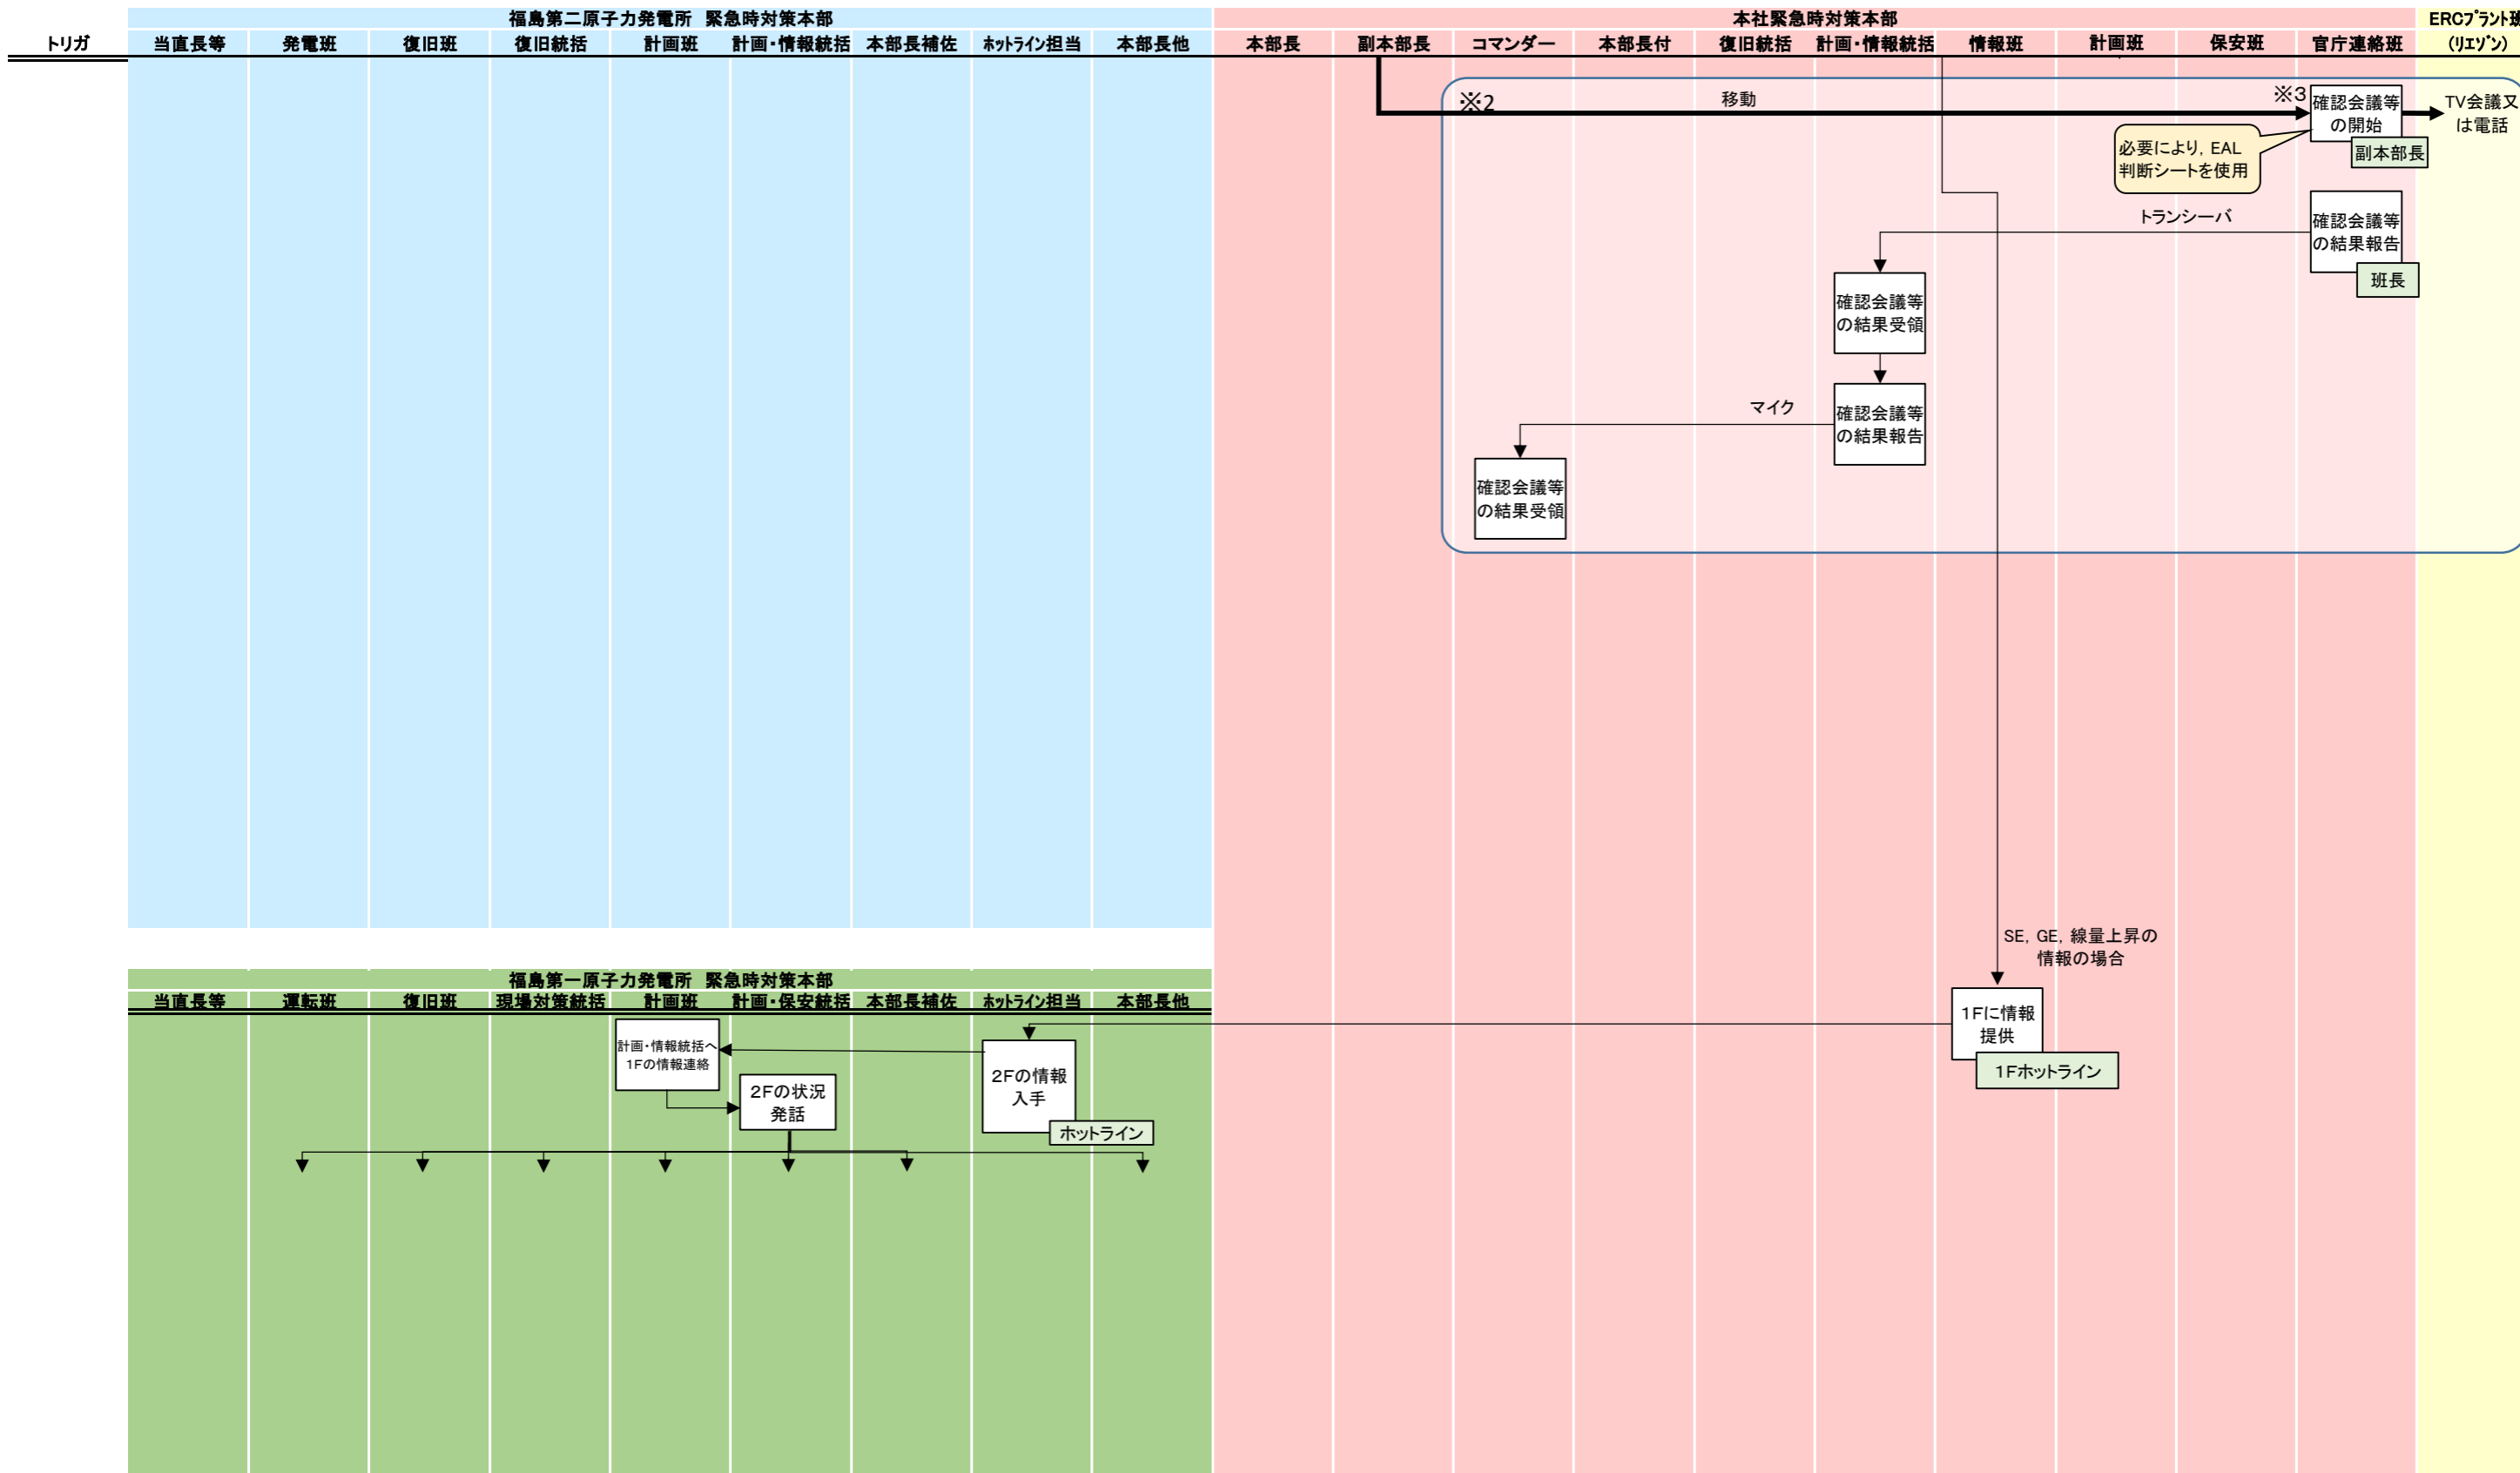 福島第二原子力発電所 緊急時対策本部
本社緊急時対策本部
ERCプラント班
トリガ
当直長等
発電班
復旧班
復旧統括
計画班
計画・情報統括
本部長補佐
ホットライン担当
本部長他
本部長
副本部長
コマンダー
本部長付
復旧統括
計画・情報統括
情報班
計画班
保安班
官庁連絡班
(リエゾン)
※2
移動
※3
確認会議等
の開始
副本部長
TV会議又
は電話
必要により, EAL
判断シートを使用
トランシーバ
確認会議等
の結果報告
班長
確認会議等
の結果受領
マイク
確認会議等
の結果報告
確認会議等
の結果受領
SE, GE, 線量上昇の
情報の場合
1Fに情報
提供
1Fホットライン
福島第一原子力発電所 緊急時対策本部
当直長等
運転班
復旧班
現場対策統括
計画班
計画・保安統括
本部長補佐
ホットライン担当
本部長他
計画・情報統括へ
1Fの情報連絡
2Fの状況
発話
2Fの情報
入手
ホットライン